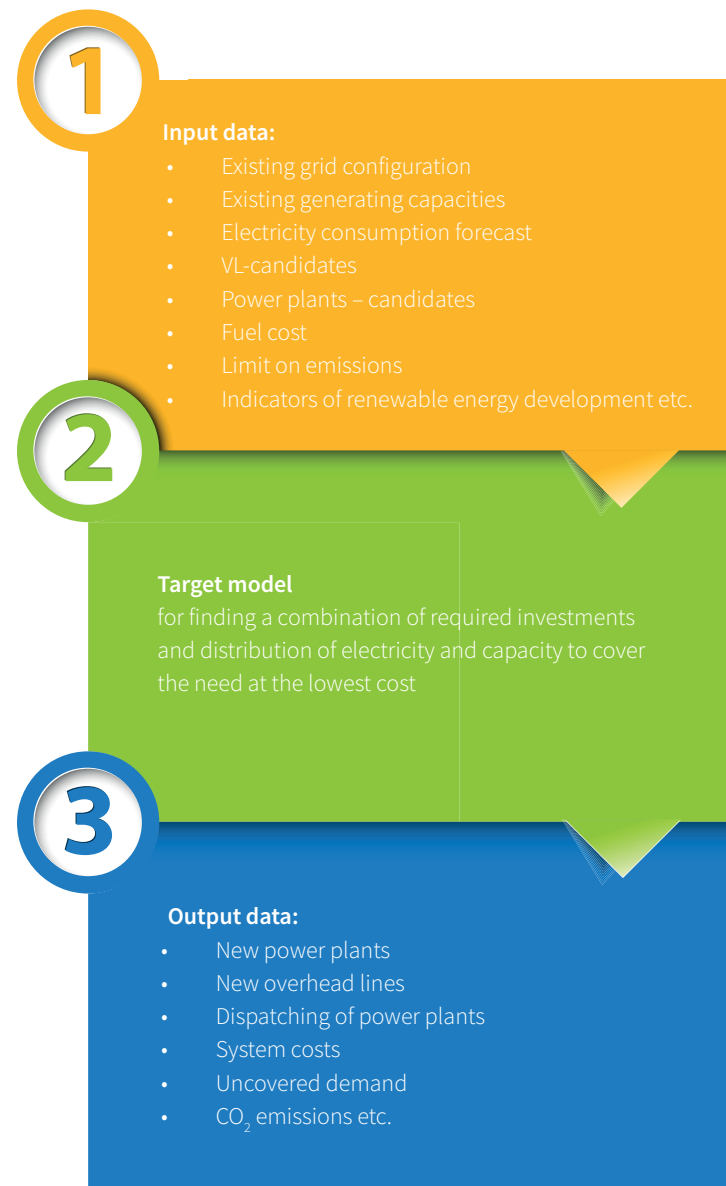 1
Input data:
• Existing grid configuration
• Existing generating capacities
• Electricity consumption forecast
• VL-candidates
• Power plants – candidates
• Fuel cost
• Limit on emissions
• Indicators of renewable energy development etc.
2
Target model
for finding a combination of required investments
and distribution of electricity and capacity to cover
the need at the lowest cost
3
Output data:
• New power plants
• New overhead lines
• Dispatching of power plants
• System costs
• Uncovered demand
• CO₂ emissions etc.